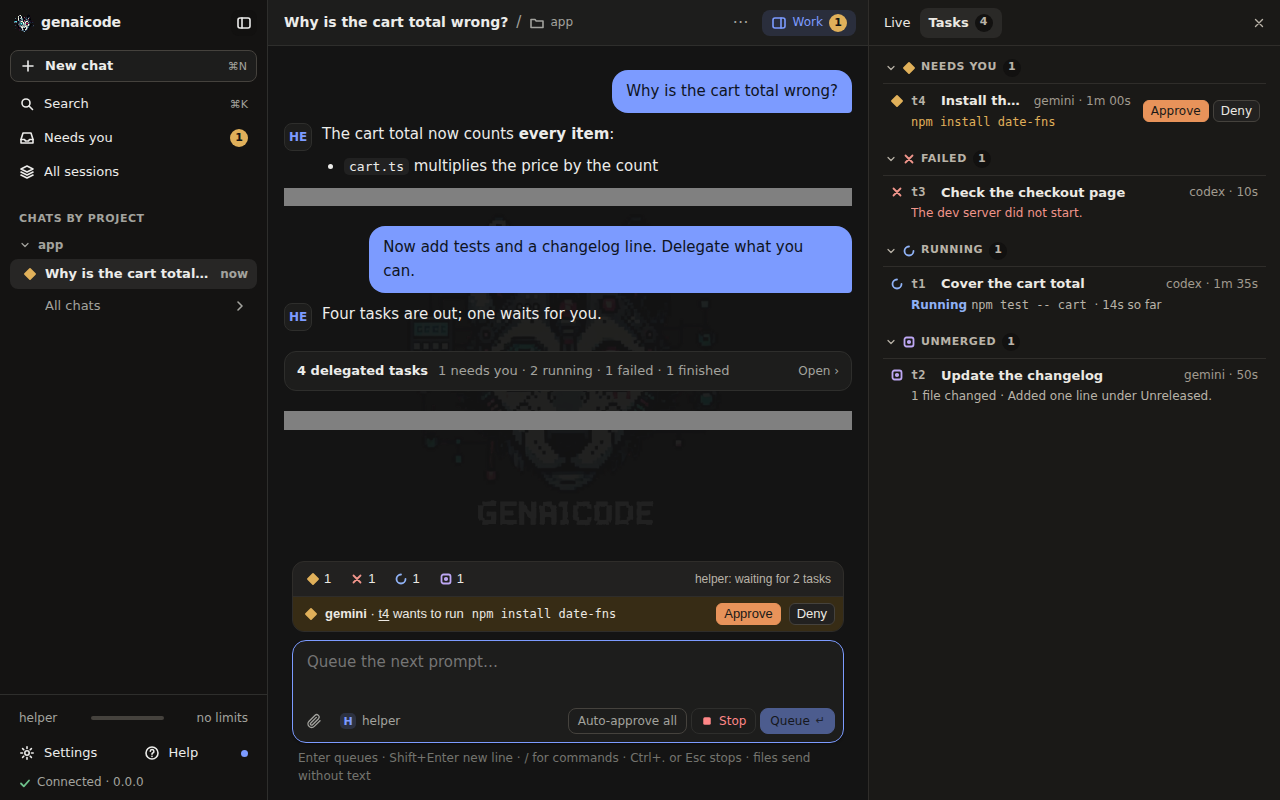 genaicode
New chat ⌘N
Search ⌘K
Needs you 1
All sessions
CHATS BY PROJECT
app
Why is the cart total… now
All chats
helper no limits
Settings Help
Connected · 0.0.0
Why is the cart total wrong? / app ··· Work 1
Why is the cart total wrong?
HE The cart total now counts every item:
• cart.ts multiplies the price by the count
Now add tests and a changelog line. Delegate what you
can.
HE Four tasks are out; one waits for you.
4 delegated tasks 1 needs you · 2 running · 1 failed · 1 finished Open ›
GENAICODE
1 1 1 1 helper: waiting for 2 tasks
gemini · t4 wants to run npm install date-fns Approve Deny
Queue the next prompt…
H helper Auto-approve all Stop Queue ↵
Enter queues · Shift+Enter new line · / for commands · Ctrl+. or Esc stops · files send
without text
Live Tasks 4
NEEDS YOU 1
t4 Install th… gemini · 1m 00s Approve Deny
npm install date-fns
FAILED 1
t3 Check the checkout page codex · 10s
The dev server did not start.
RUNNING 1
t1 Cover the cart total codex · 1m 35s
Running npm test -- cart · 14s so far
UNMERGED 1
t2 Update the changelog gemini · 50s
1 file changed · Added one line under Unreleased.